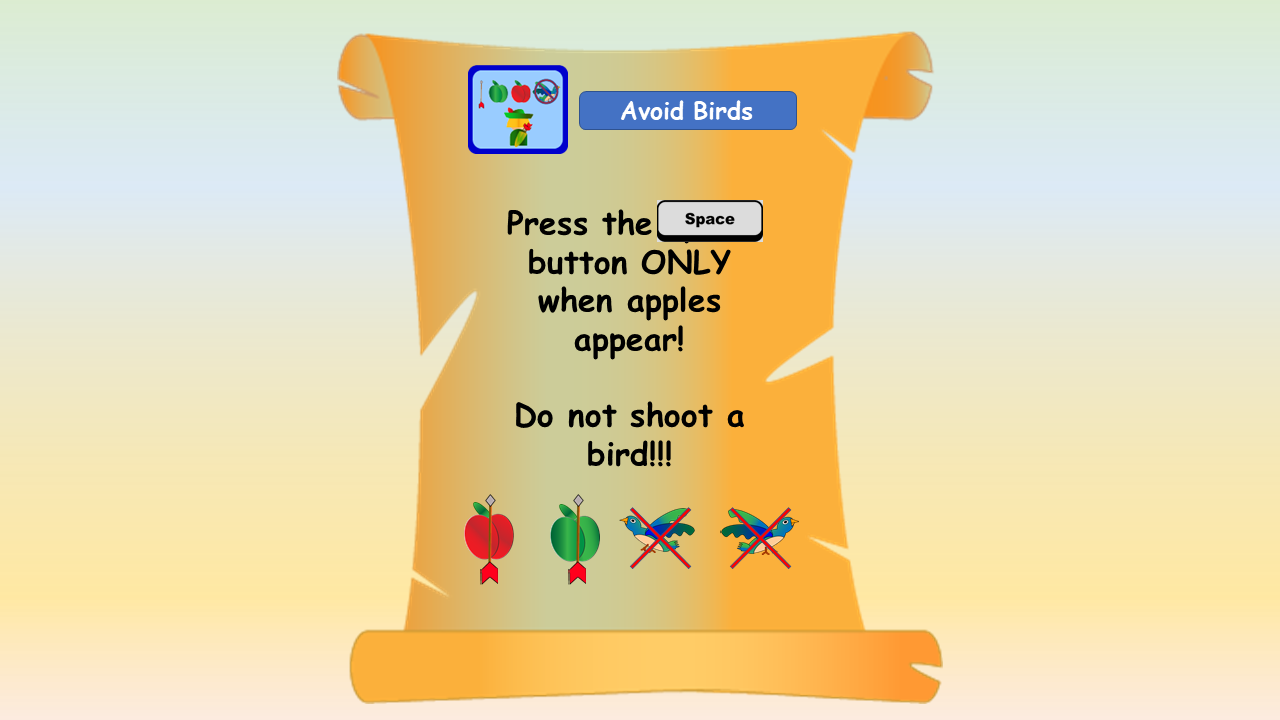 Avoid Birds
Press the Space
button ONLY
when apples
appear!
Do not shoot a
bird!!!